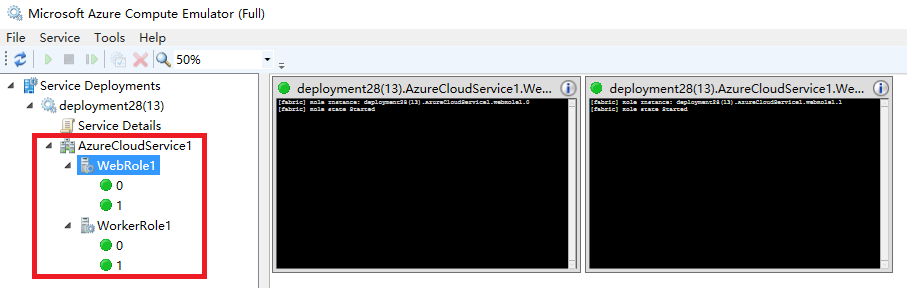 Microsoft Azure Compute Emulator (Full)
File Service Tools Help
50%
Service Deployments
deployment28(13)
Service Details
AzureCloudService1
WebRole1
0
1
WorkerRole1
0
1
deployment28(13).AzureCloudService1.We...
[fabric] Role Instance: deployment28(13).AzureCloudService1.WebRole1.0
[fabric] Role state Started
deployment28(13).AzureCloudService1.We...
[fabric] Role Instance: deployment28(13).AzureCloudService1.WebRole1.1
[fabric] Role state Started